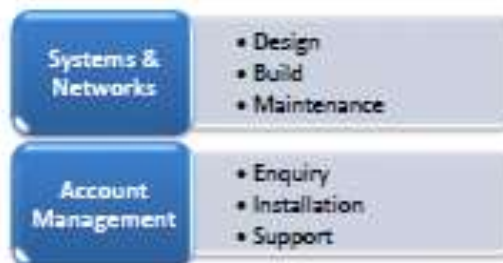 Systems &
Networks
• Design
• Build
• Maintenance
Account
Management
• Enquiry
• Installation
• Support